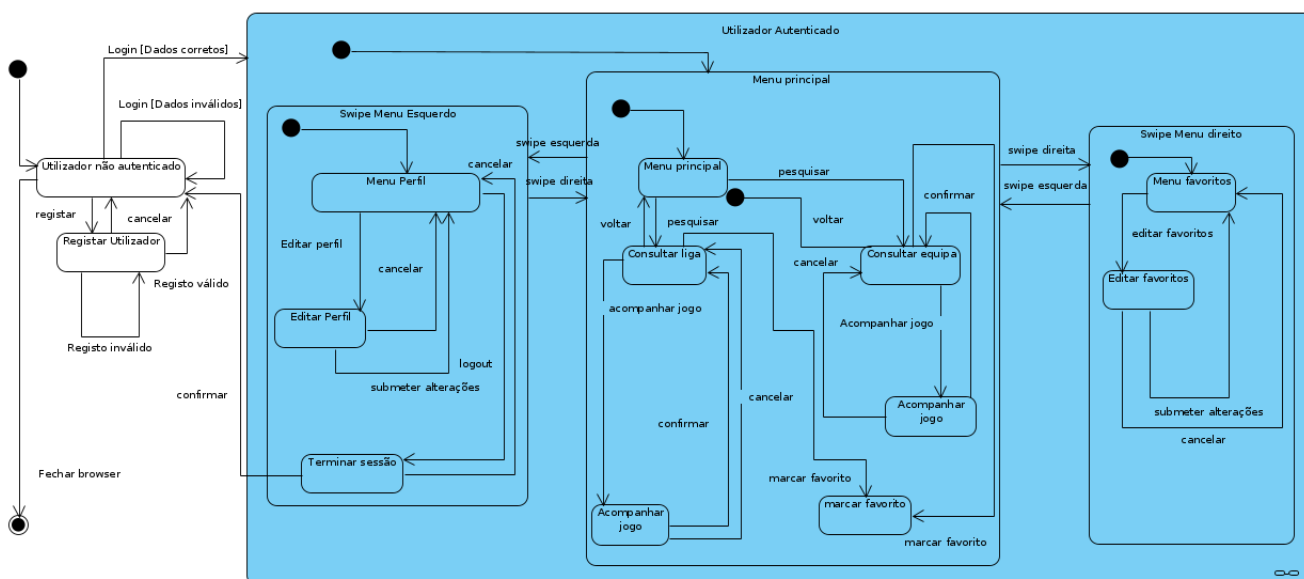 Utilizador Autenticado
Login [Dados corretos]
Menu principal
Login [Dados inválidos]
Swipe Menu Esquerdo
Swipe Menu direito
swipe esquerda
swipe direita
Utilizador não autenticado
cancelar
Menu principal
pesquisar
Menu Perfil
swipe direita
swipe esquerda
Menu favoritos
confirmar
registar
cancelar
voltar
pesquisar
voltar
Registar Utilizador
Editar perfil
editar favoritos
Consultar liga
Consultar equipa
cancelar
cancelar
Registo válido
Editar favoritos
acompanhar jogo
Editar Perfil
Acompanhar jogo
Registo inválido
logout
submeter alterações
confirmar
cancelar
Acompanhar
jogo
submeter alterações
confirmar
cancelar
Terminar sessão
Fechar browser
marcar favorito
marcar favorito
Acompanhar
jogo
marcar favorito